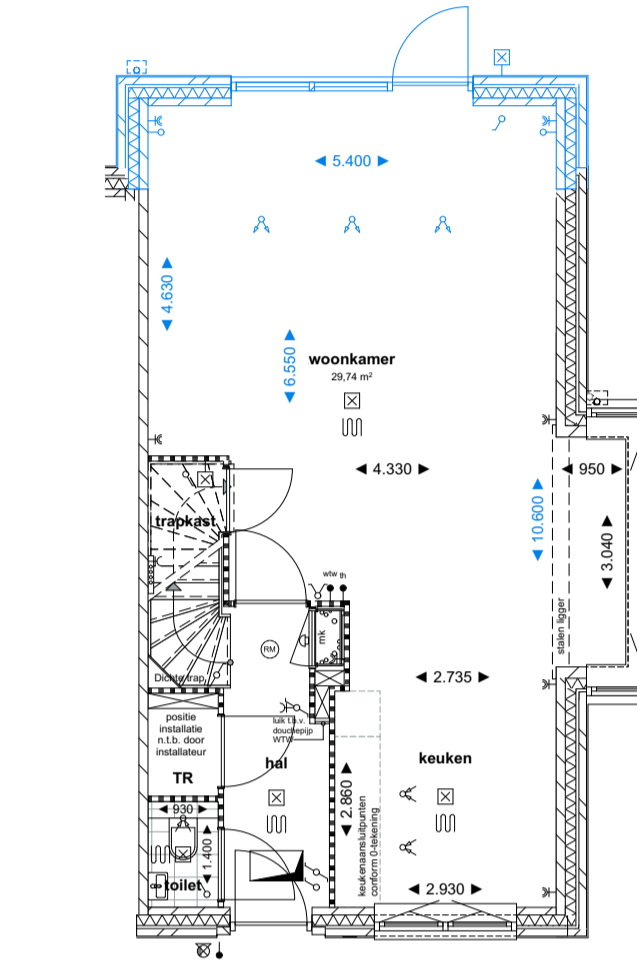 5.400
4.630
6.550
woonkamer
29,74 m²
4.330
950
10.600
3.040
trapkast
wtw th
mk
RM
stalen ligger
Dichte trap
2.735
positie
installatie
n.t.b. door
installateur
TR
luik t.b.v.
douchepijp
WTW
hal
keuken
2.860
keukenaansluitpunten
conform 0-tekening
930
1.400
toilet
2.930